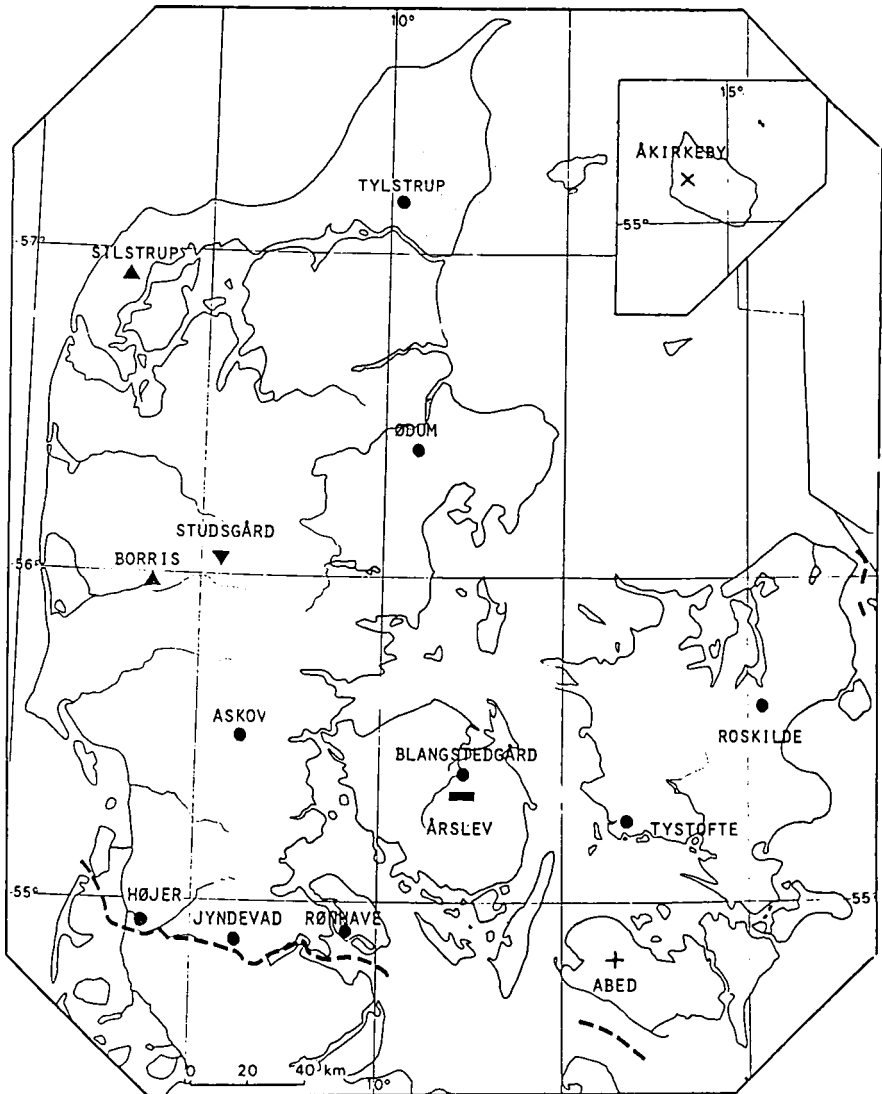 10°
15°
ÅKIRKEBY
TYLSTRUP
55°
57°
SILSTRUP
ØDUM
STUDSGÅRD
56°
BORRIS
ASKOV
ROSKILDE
BLANGSTEDGÅRD
ÅRSLEV
TYSTOFTE
55°
HØJER
55°
JYNDEVAD
RØNHAVE
ABED
0 20 40 km
10°